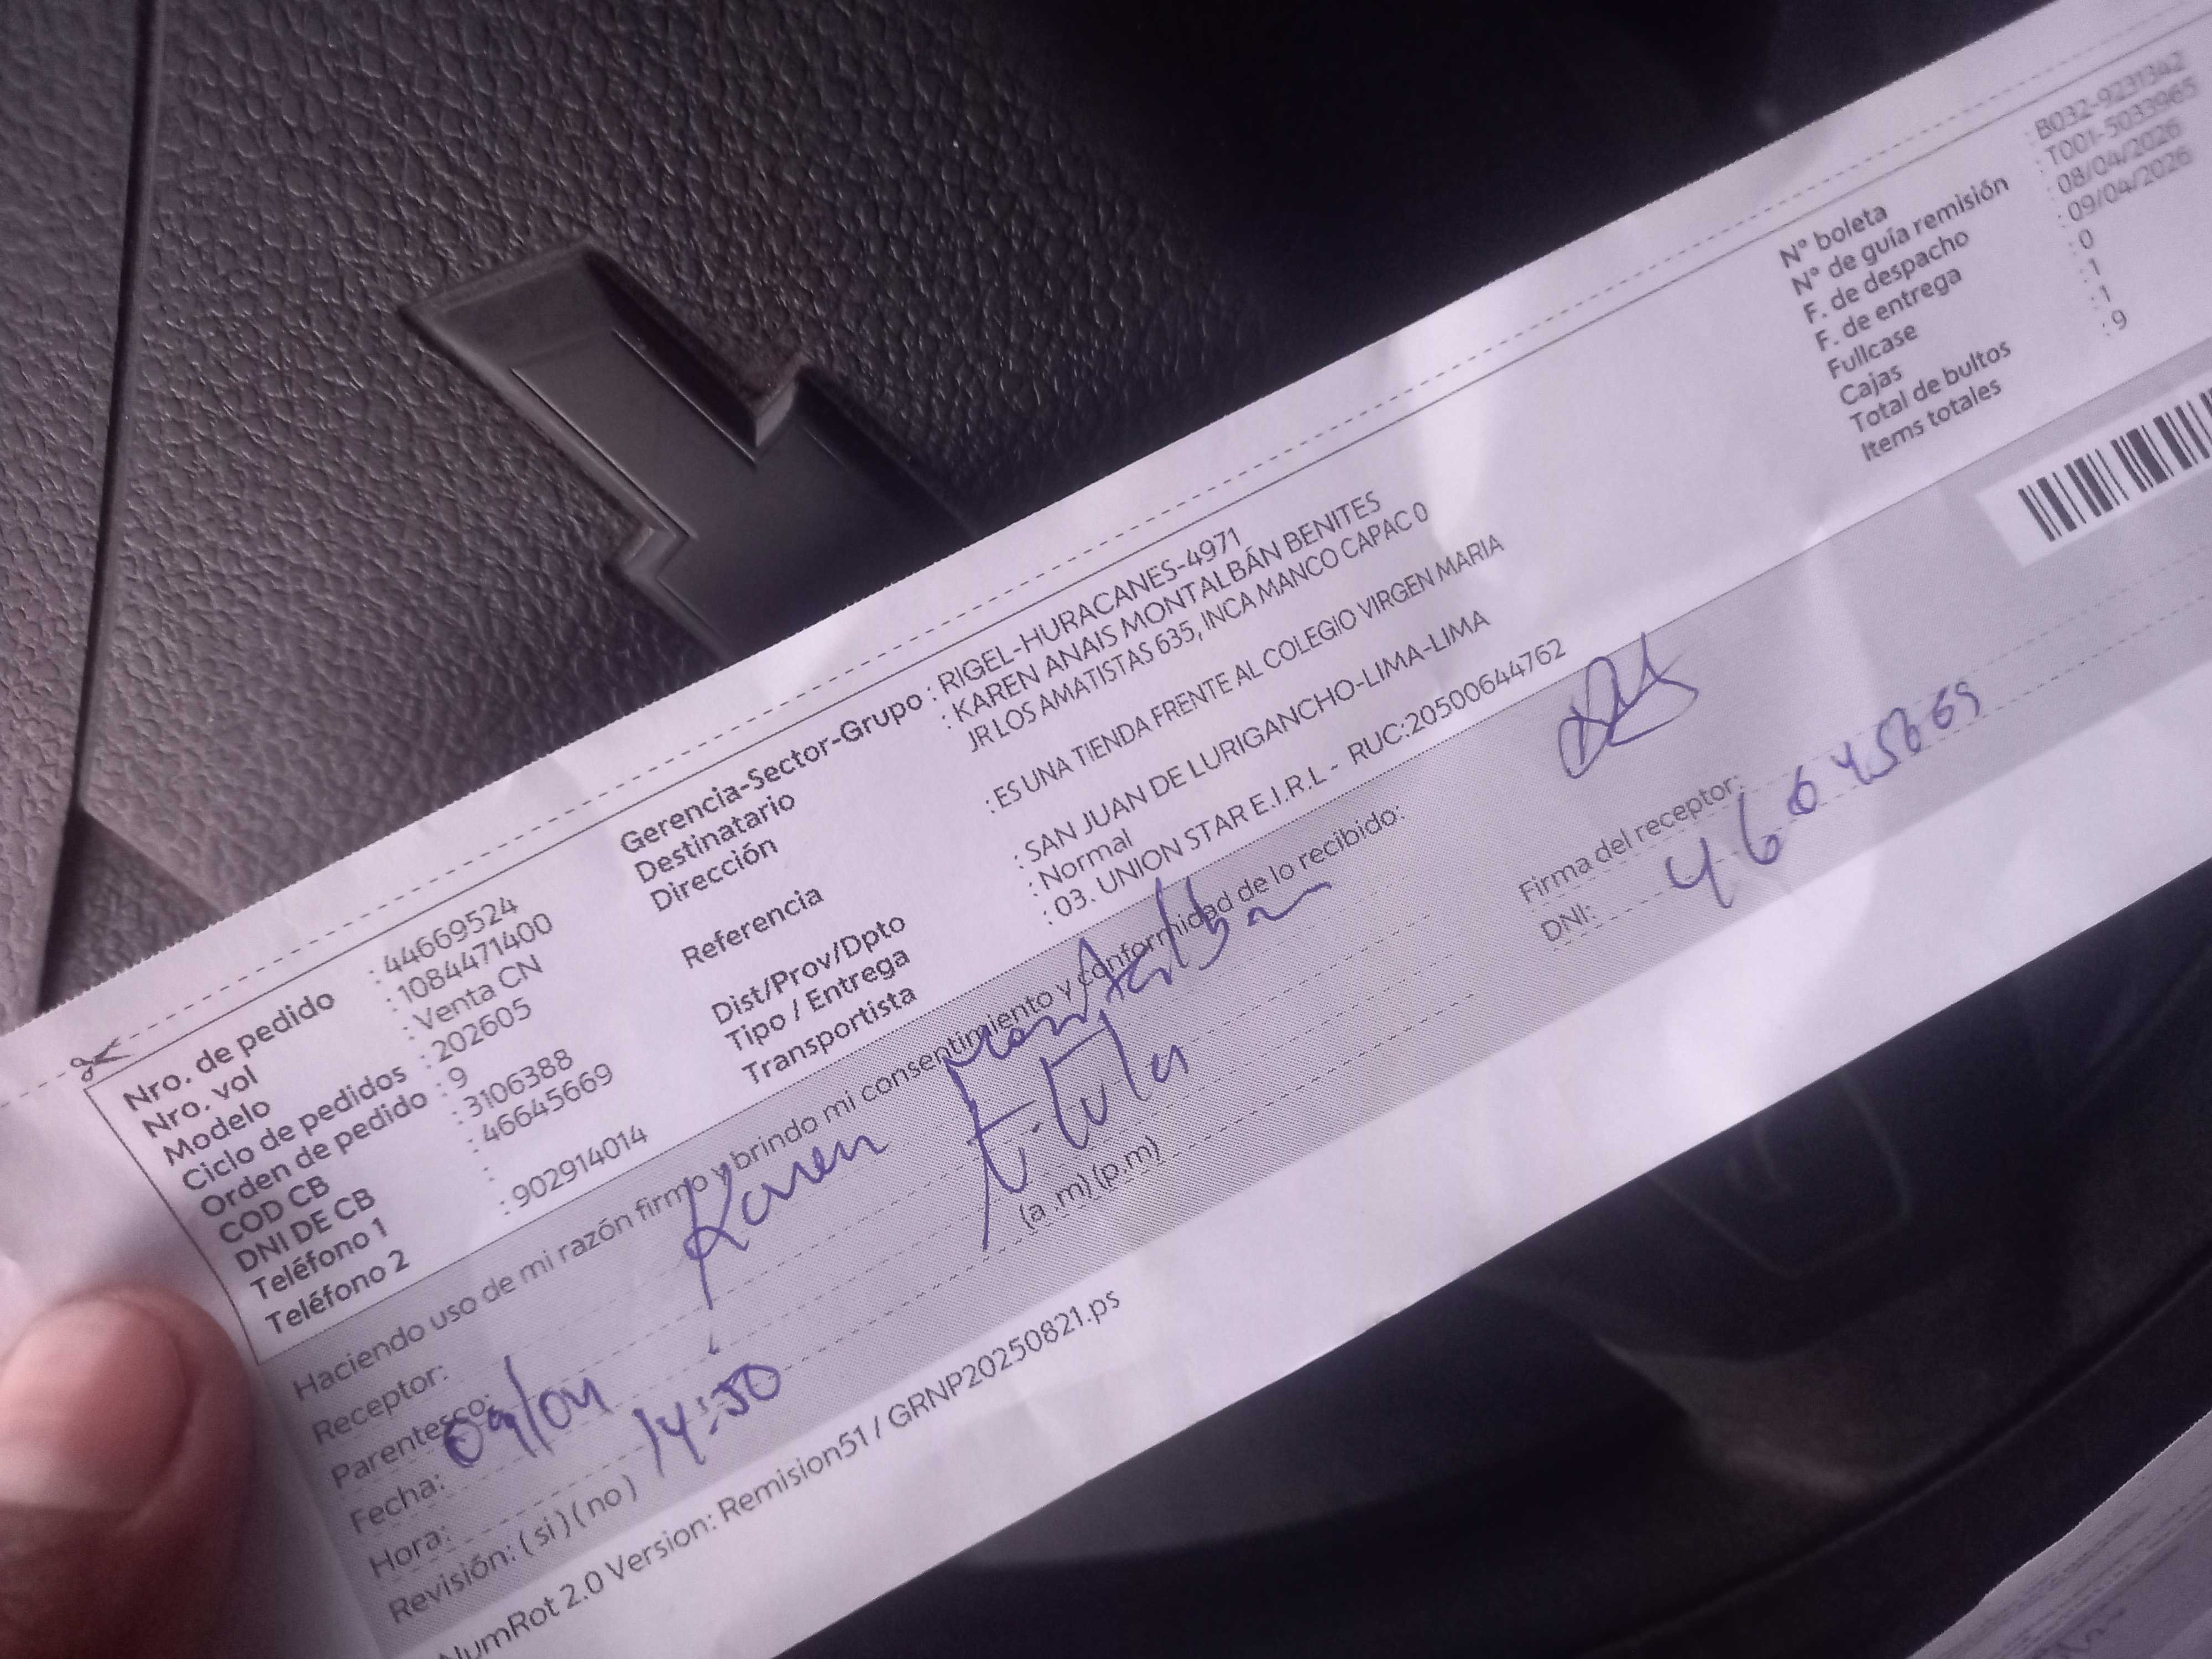 Nro. de pedido : 44669524
Nro. vol : 1084471400
Modelo : Venta CN
Ciclo de pedidos : 202605
Orden de pedido : 9
COD CB : 3106388
DNI DE CB : 46645669
Teléfono 1 :
Teléfono 2 : 902914014
Gerencia-Sector-Grupo : RIGEL-HURACANES-4971
Destinatario : KAREN ANAIS MONTALBÁN BENITES
Dirección JR LOS AMATISTAS 635, INCA MANCO CAPAC 0
Referencia : ES UNA TIENDA FRENTE AL COLEGIO VIRGEN MARIA
Dist/Prov/Dpto : SAN JUAN DE LURIGANCHO-LIMA-LIMA
Tipo / Entrega : Normal
Transportista : 03. UNION STAR E.I.R.L - RUC:20500644762
N° boleta : B032-9231342
N° de guía remisión : T001-5033965
F. de despacho : 08/04/2026
F. de entrega : 09/04/2026
Fullcase : 0
Cajas : 1
Total de bultos : 1
Items totales : 9
Haciendo uso de mi razón firmo y brindo mi consentimiento y conformidad de lo recibido:
Receptor: Karen Montalban
Parentesco: titular
Fecha: 09/04
Hora: 14:50 (a .m) (p.m)
Revisión: ( si ) ( no )
Firma del receptor:
DNI: 46645669
NumRot 2.0 Version: Remision51 / GRNP20250821.ps